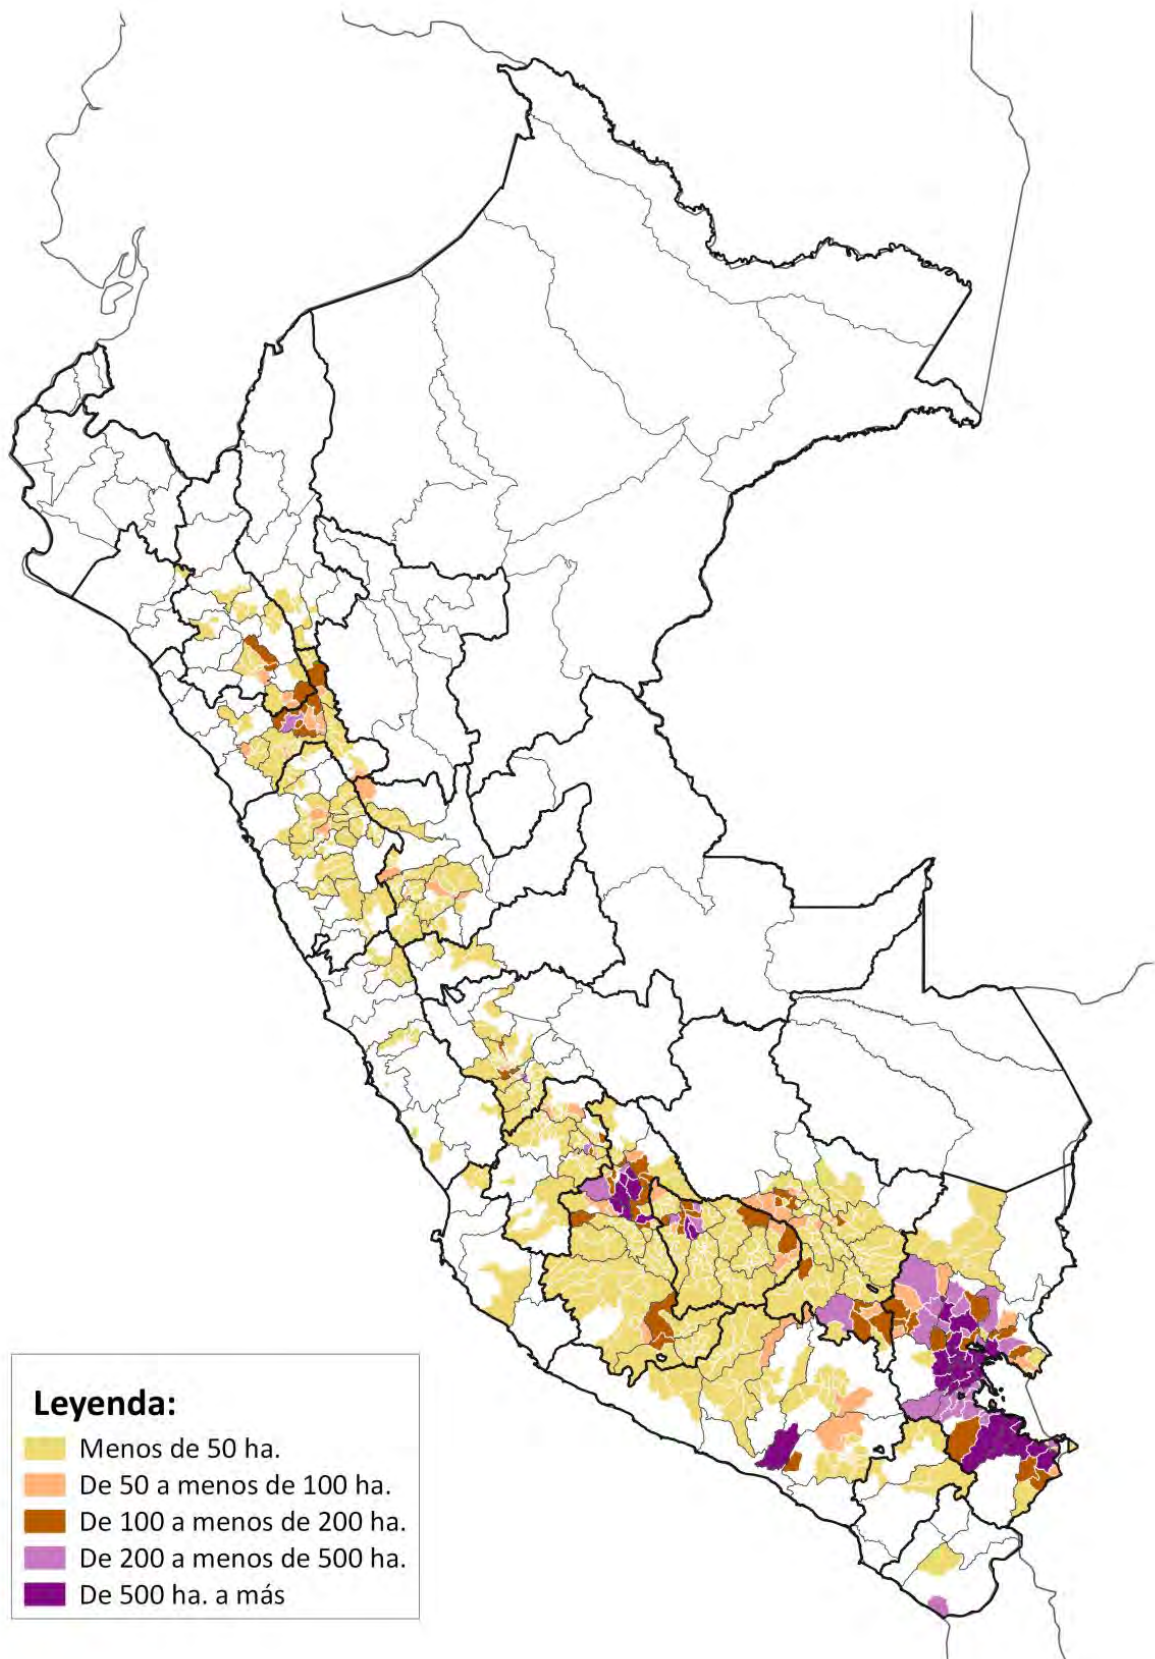 Leyenda:
Menos de 50 ha.
De 50 a menos de 100 ha.
De 100 a menos de 200 ha.
De 200 a menos de 500 ha.
De 500 ha. a más